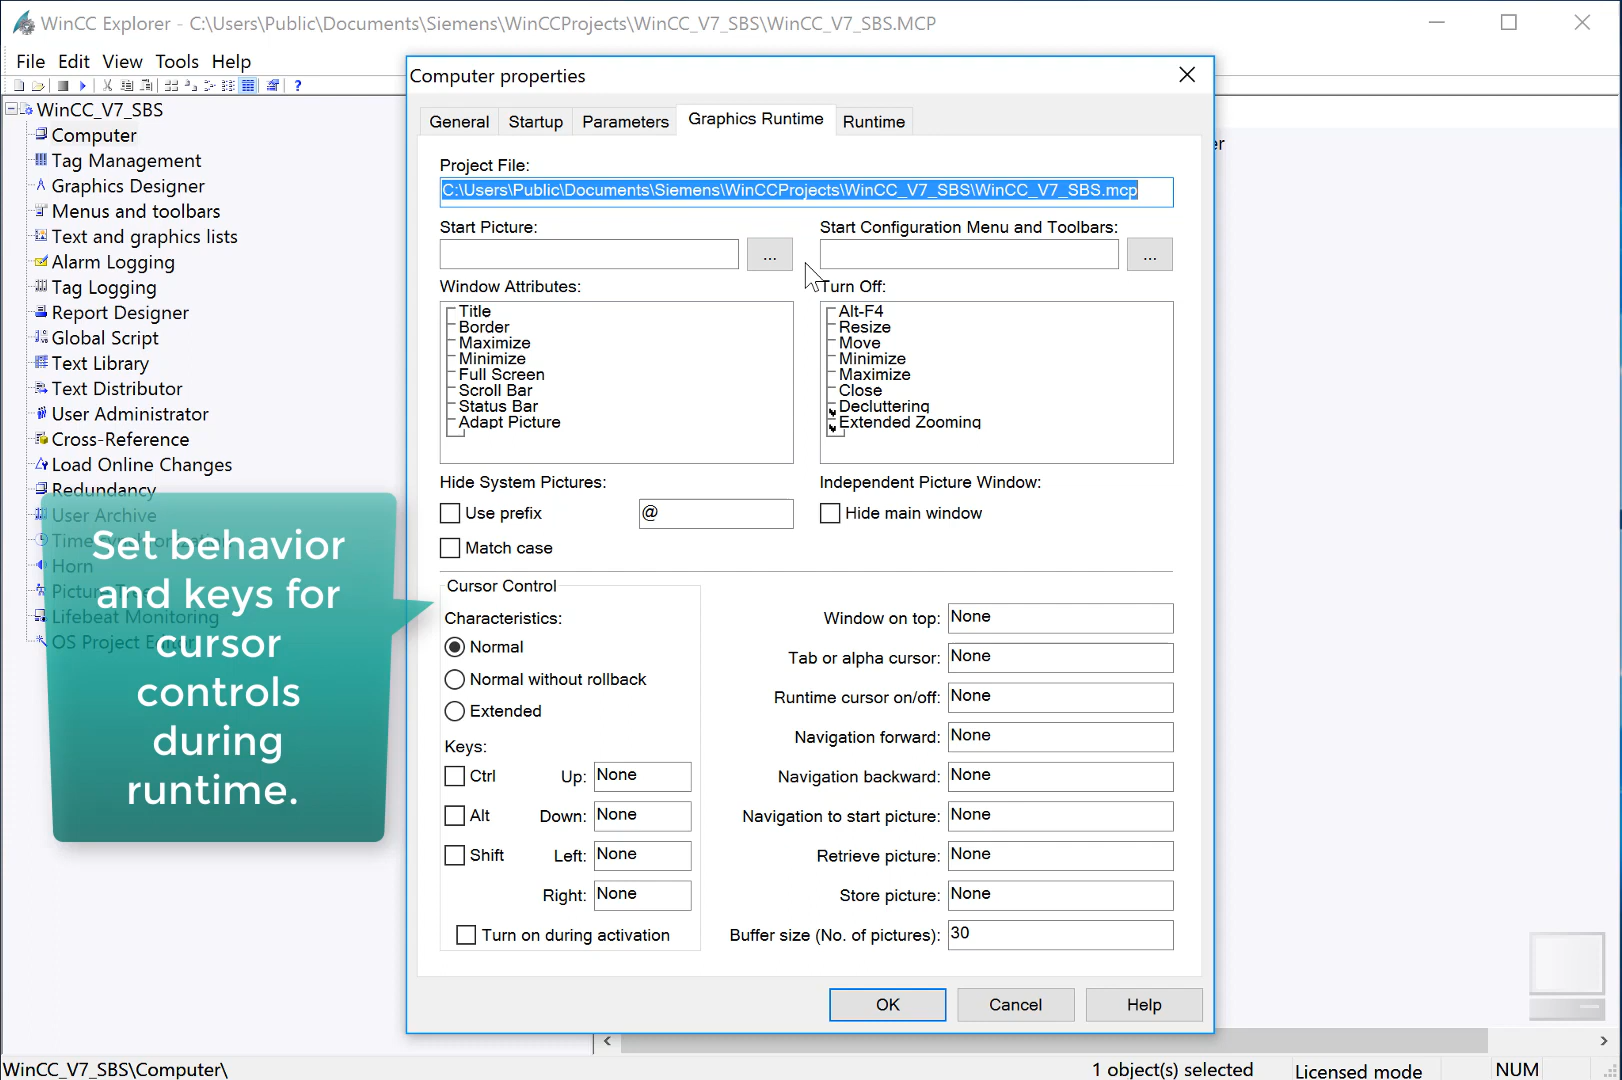 WinCC Explorer - C:\Users\Public\Documents\Siemens\WinCCProjects\WinCC_V7_SBS\WinCC_V7_SBS.MCP
File Edit View Tools Help
WinCC_V7_SBS
Computer
Tag Management
Graphics Designer
Menus and toolbars
Text and graphics lists
Alarm Logging
Tag Logging
Report Designer
Global Script
Text Library
Text Distributor
User Administrator
Cross-Reference
Load Online Changes
Redundancy
User Archive
Horn
Lifebeat Monitoring
OS Project Editor
Set behavior
and keys for
cursor
controls
during
runtime.
Computer properties
General Startup Parameters Graphics Runtime Runtime
Project File:
C:\Users\Public\Documents\Siemens\WinCCProjects\WinCC_V7_SBS\WinCC_V7_SBS.mcp
Start Picture: Start Configuration Menu and Toolbars:
... ...
Window Attributes:
Title
Border
Maximize
Minimize
Full Screen
Scroll Bar
Status Bar
Adapt Picture
Turn Off:
Alt-F4
Resize
Move
Minimize
Maximize
Close
Decluttering
Extended Zooming
Hide System Pictures:
Use prefix @
Match case
Independent Picture Window:
Hide main window
Cursor Control
Characteristics:
Normal
Normal without rollback
Extended
Keys:
Ctrl Up: None
Alt Down: None
Shift Left: None
Right: None
Turn on during activation
Window on top: None
Tab or alpha cursor: None
Runtime cursor on/off: None
Navigation forward: None
Navigation backward: None
Navigation to start picture: None
Retrieve picture: None
Store picture: None
Buffer size (No. of pictures): 30
OK Cancel Help
WinCC_V7_SBS\Computer\ 1 object(s) selected Licensed mode NUM